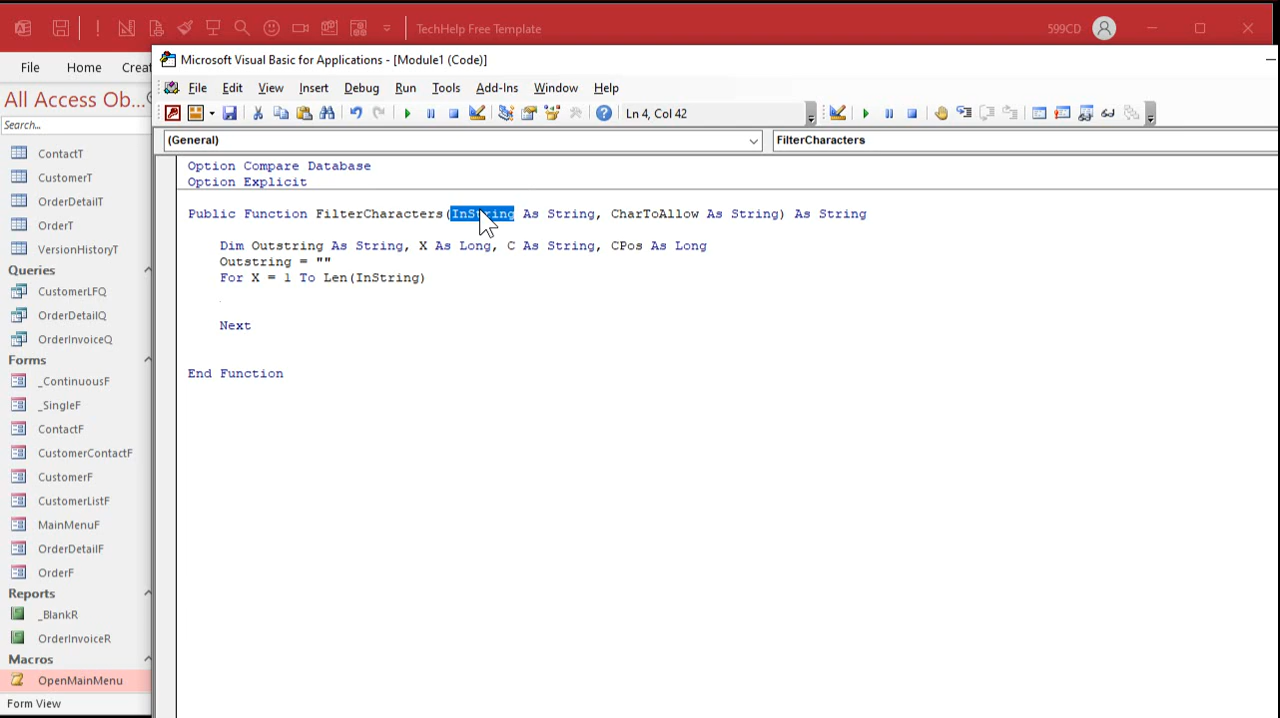 TechHelp Free Template
599CD
File Home Creat
Microsoft Visual Basic for Applications - [Module1 (Code)]
File Edit View Insert Debug Run Tools Add-Ins Window Help
All Access Ob...
Search...
Ln 4, Col 42
(General)
FilterCharacters
ContactT
CustomerT
OrderDetailT
OrderT
VersionHistoryT
Queries
CustomerLFQ
OrderDetailQ
OrderInvoiceQ
Forms
_ContinuousF
_SingleF
ContactF
CustomerContactF
CustomerF
CustomerListF
MainMenuF
OrderDetailF
OrderF
Reports
_BlankR
OrderInvoiceR
Macros
OpenMainMenu
Form View
Option Compare Database
Option Explicit
Public Function FilterCharacters(InString As String, CharToAllow As String) As String
Dim Outstring As String, X As Long, C As String, CPos As Long
Outstring = ""
For X = 1 To Len(InString)
Next
End Function